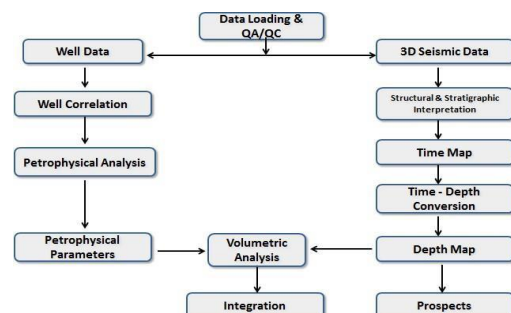 Data Loading &
QA/QC
Well Data
3D Seismic Data
Well Correlation
Structural & Stratigraphic
Interpretation
Petrophysical Analysis
Time Map
Time - Depth
Conversion
Petrophysical
Parameters
Volumetric
Analysis
Depth Map
Integration
Prospects